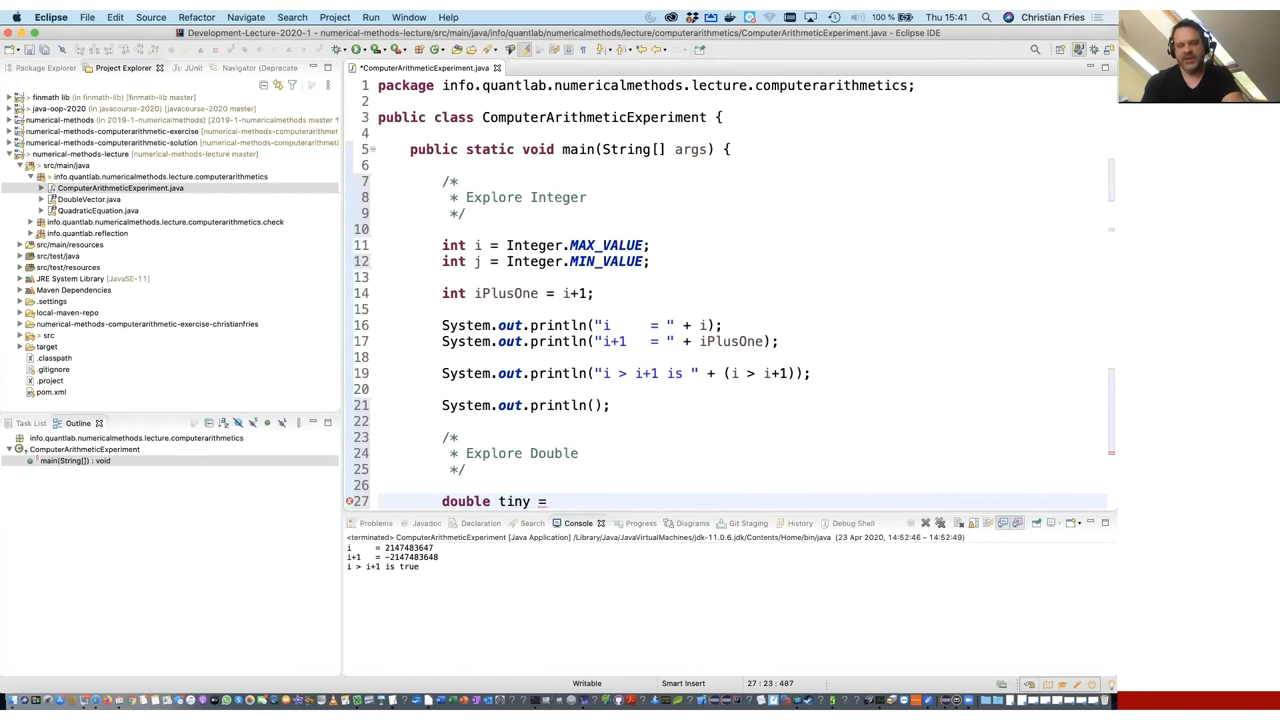 Eclipse File Edit Source Refactor Navigate Search Project Run Window Help 100 % Thu 15:41 Christian Fries
Development-Lecture-2020-1 - numerical-methods-lecture/src/main/java/info/quantlab/numericalmethods/lecture/computerarithmetics/ComputerArithmeticExperiment.java - Eclipse IDE
Package Explorer Project Explorer JUnit Navigator (Deprecate
*ComputerArithmeticExperiment.java
finmath lib (in finmath-lib) [finmath-lib master]
java-oop-2020 (in javacourse-2020) [javacourse-2020 master]
numerical-methods (in 2019-1-numericalmethods) [2019-1-numericalmethods master
numerical-methods-computerarithmetic-exercise [numerical-methods-computerarithmet
numerical-methods-computerarithmetic-solution [numerical-methods-computerarithmeti
numerical-methods-lecture [numerical-methods-lecture master]
src/main/java
info.quantlab.numericalmethods.lecture.computerarithmetics
ComputerArithmeticExperiment.java
DoubleVector.java
QuadraticEquation.java
info.quantlab.numericalmethods.lecture.computerarithmetics.check
info.quantlab.reflection
src/main/resources
src/test/java
src/test/resources
JRE System Library [JavaSE-11]
Maven Dependencies
.settings
local-maven-repo
numerical-methods-computerarithmetic-exercise-christianfries
src
target
.classpath
.gitignore
.project
pom.xml
Task List Outline
info.quantlab.numericalmethods.lecture.computerarithmetics
ComputerArithmeticExperiment
main(String[]) : void
1 package info.quantlab.numericalmethods.lecture.computerarithmetics;
2
3 public class ComputerArithmeticExperiment {
4
5 public static void main(String[] args) {
6
7 /*
8 * Explore Integer
9 */
10
11 int i = Integer.MAX_VALUE;
12 int j = Integer.MIN_VALUE;
13
14 int iPlusOne = i+1;
15
16 System.out.println("i     = " + i);
17 System.out.println("i+1   = " + iPlusOne);
18
19 System.out.println("i > i+1 is " + (i > i+1));
20
21 System.out.println();
22
23 /*
24 * Explore Double
25 */
26
27 double tiny =
Problems Javadoc Declaration Search Console Progress Diagrams Git Staging History Debug Shell
<terminated> ComputerArithmeticExperiment [Java Application] /Library/Java/JavaVirtualMachines/jdk-11.0.6.jdk/Contents/Home/bin/java (23 Apr 2020, 14:52:46 – 14:52:49)
i     = 2147483647
i+1   = -2147483648
i > i+1 is true
Writable Smart Insert 27 : 23 : 487